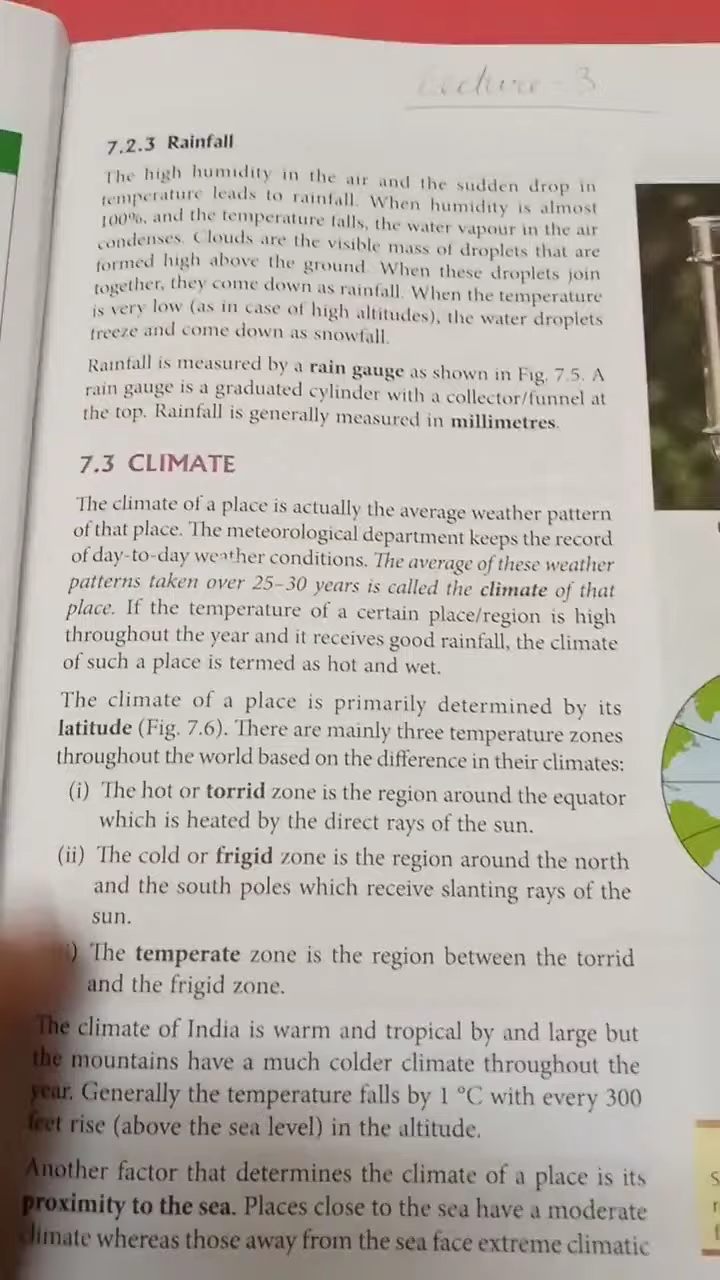 Lecture - 3
7.2.3 Rainfall
The high humidity in the air and the sudden drop in
temperature leads to rainfall. When humidity is almost
100%, and the temperature falls, the water vapour in the air
condenses. Clouds are the visible mass of droplets that are
formed high above the ground. When these droplets join
together, they come down as rainfall. When the temperature
is very low (as in case of high altitudes), the water droplets
freeze and come down as snowfall.
Rainfall is measured by a rain gauge as shown in Fig. 7.5. A
rain gauge is a graduated cylinder with a collector/funnel at
the top. Rainfall is generally measured in millimetres.
7.3 CLIMATE
The climate of a place is actually the average weather pattern
of that place. The meteorological department keeps the record
of day-to-day weather conditions. The average of these weather
patterns taken over 25–30 years is called the climate of that
place. If the temperature of a certain place/region is high
throughout the year and it receives good rainfall, the climate
of such a place is termed as hot and wet.
The climate of a place is primarily determined by its
latitude (Fig. 7.6). There are mainly three temperature zones
throughout the world based on the difference in their climates:
(i) The hot or torrid zone is the region around the equator
which is heated by the direct rays of the sun.
(ii) The cold or frigid zone is the region around the north
and the south poles which receive slanting rays of the
sun.
) The temperate zone is the region between the torrid
and the frigid zone.
The climate of India is warm and tropical by and large but
the mountains have a much colder climate throughout the
year. Generally the temperature falls by 1 °C with every 300
feet rise (above the sea level) in the altitude.
Another factor that determines the climate of a place is its
proximity to the sea. Places close to the sea have a moderate
climate whereas those away from the sea face extreme climatic